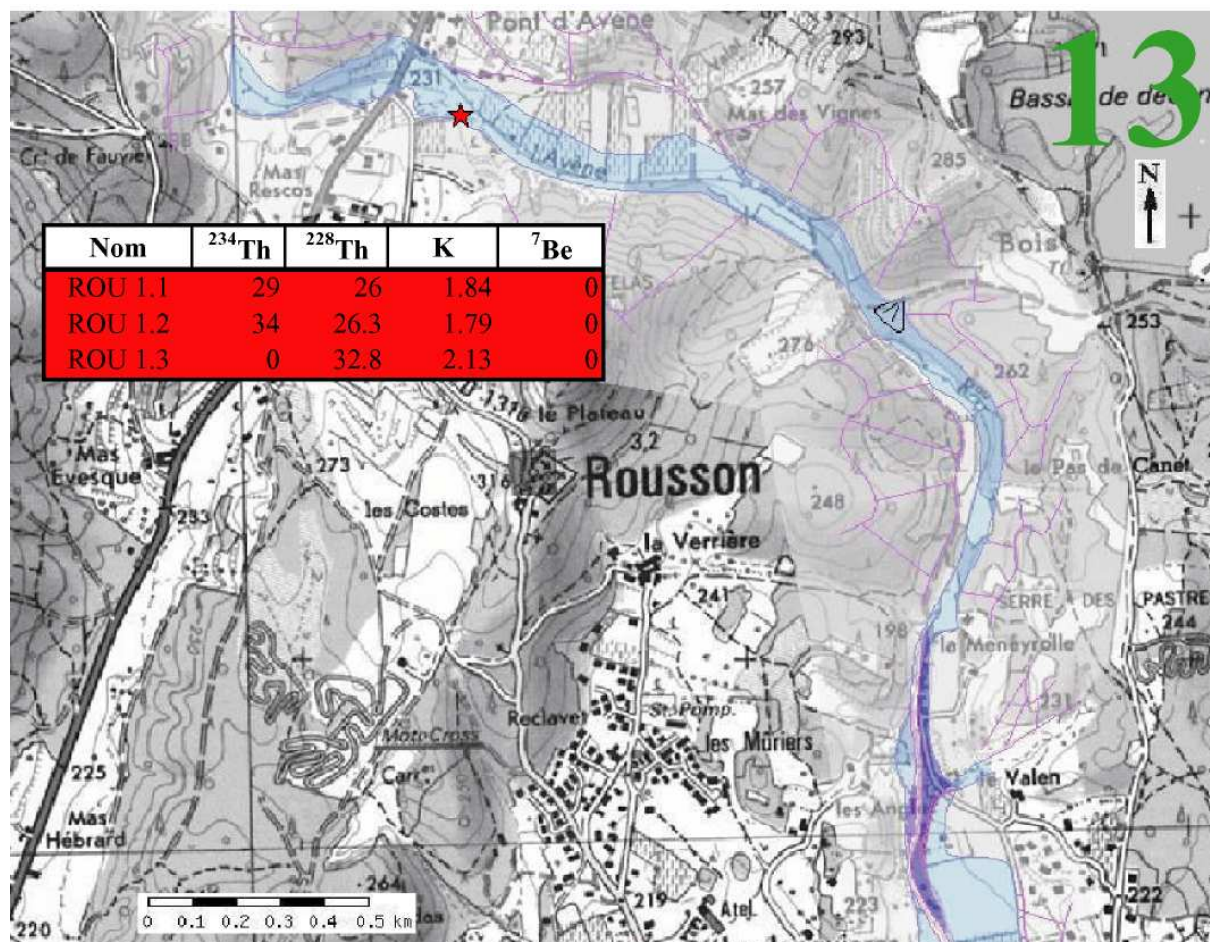 Pont d'Avène
293
13
231
257
Mas des Vignes
Cr. de Fauvie
Mas
Rescos
l'Avène
285
N
Bois
Nom 234Th 228Th K 7Be
ROU 1.1 29 26 1.84 0
ROU 1.2 34 26.3 1.79 0
ROU 1.3 0 32.8 2.13 0
ELAS
276
253
262
le Plateau
3,2
Mas
Evesque
273
316
Rousson
le Pas de Canet
les Costes
248
233
la Verrière
241
SERRE DES PASTRE
244
198
la Meneyrolle
231
Reclavet
St Pomp.
les Mûriers
Moto Cross
225
Carr.es
le Valen
Mas
Hébrard
les Angl
264
222
0 0.1 0.2 0.3 0.4 0.5 km
219
Atel.
223
220